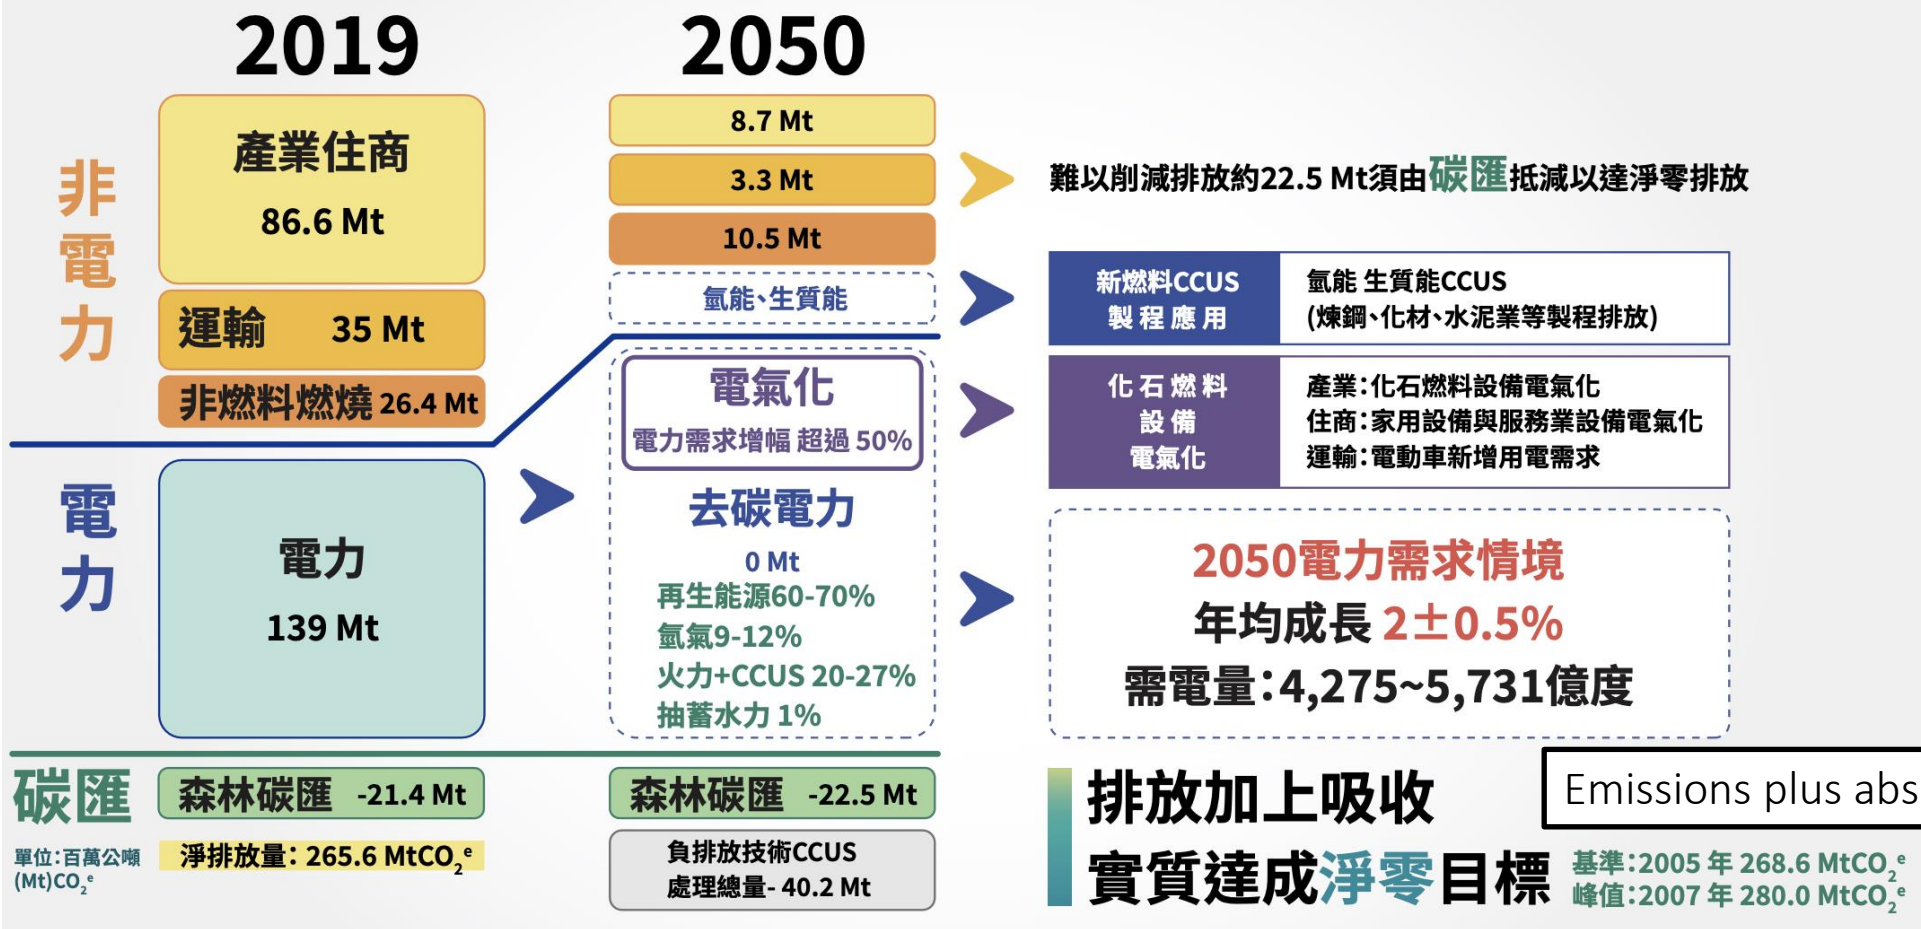 2019
2050
非電力
產業住商
86.6 Mt
運輸 35 Mt
非燃料燃燒 26.4 Mt
8.7 Mt
3.3 Mt
10.5 Mt
氫能、生質能
難以削減排放約22.5 Mt須由碳匯抵減以達淨零排放
新燃料CCUS
製程應用
氫能 生質能CCUS
(煉鋼、化材、水泥業等製程排放)
電力
電力
139 Mt
電氣化
電力需求增幅 超過 50%
去碳電力
0 Mt
再生能源60-70%
氫氣9-12%
火力+CCUS 20-27%
抽蓄水力 1%
化石燃料
設備
電氣化
產業：化石燃料設備電氣化
住商：家用設備與服務業設備電氣化
運輸：電動車新增用電需求
2050電力需求情境
年均成長 2±0.5%
需電量：4,275~5,731億度
碳匯
單位：百萬公噸
(Mt)CO₂ᵉ
森林碳匯 -21.4 Mt
淨排放量： 265.6 MtCO₂ᵉ
森林碳匯 -22.5 Mt
負排放技術CCUS
處理總量- 40.2 Mt
排放加上吸收
實質達成淨零目標
Emissions plus abs
基準：2005 年 268.6 MtCO₂ᵉ
峰值：2007 年 280.0 MtCO₂ᵉ